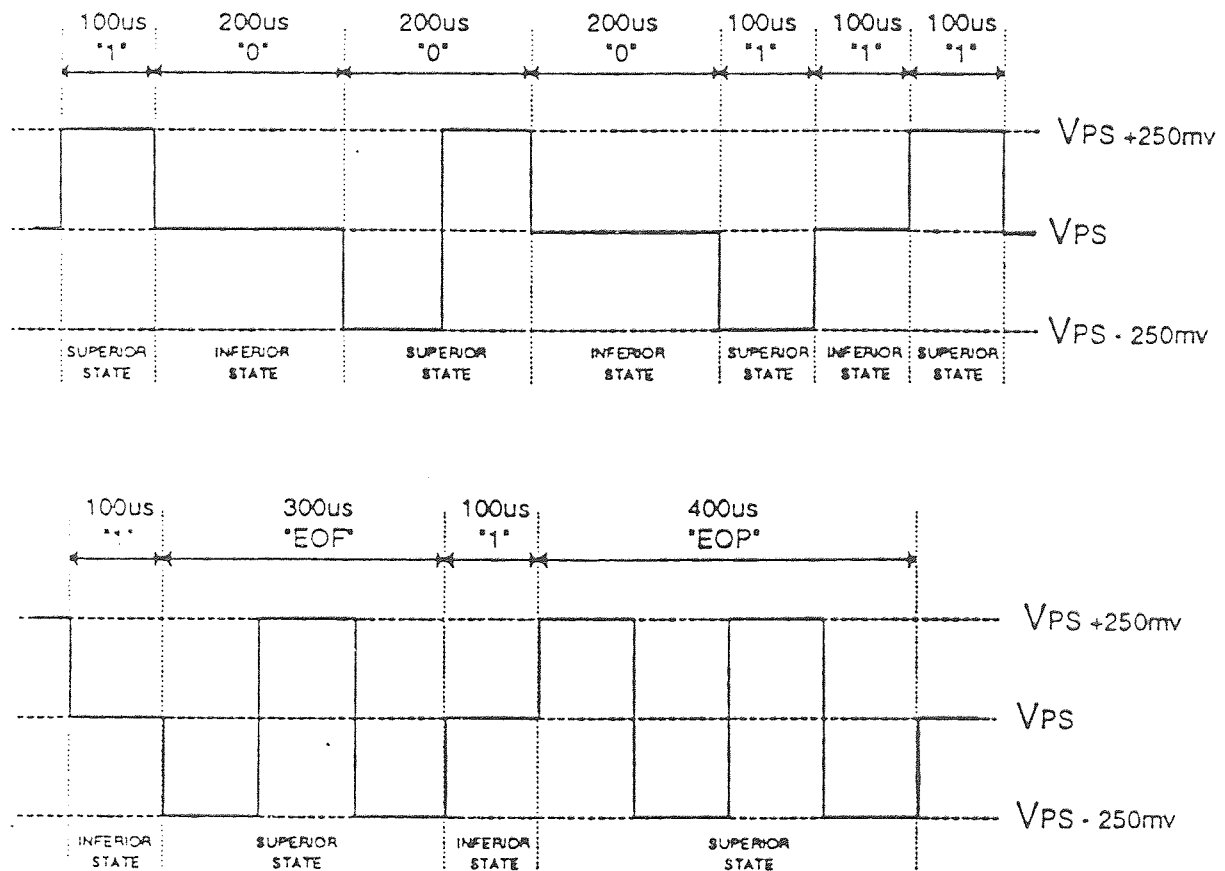 100us 200us 200us 200us 100us 100us 100us
"1" "0" "0" "0" "1" "1" "1"
VPS +250mv
VPS
VPS - 250mv
SUPERIOR STATE
INFERIOR STATE
SUPERIOR STATE
INFERIOR STATE
SUPERIOR STATE
INFERIOR STATE
SUPERIOR STATE
100us 300us 100us 400us
"1" "EOF" "1" "EOP"
VPS +250mv
VPS
VPS - 250mv
INFERIOR STATE
SUPERIOR STATE
INFERIOR STATE
SUPERIOR STATE